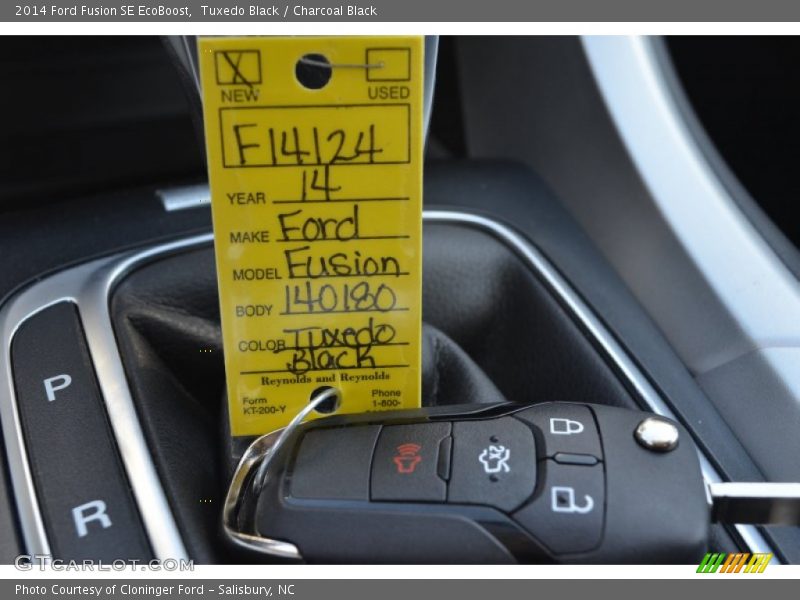 2014 Ford Fusion SE EcoBoost, Tuxedo Black / Charcoal Black
X
NEW
USED
F14124
YEAR 14
MAKE Ford
MODEL Fusion
BODY 140180
COLOR Tuxedo
Black
Reynolds and Reynolds
Form
KT-200-Y
Phone
1-800-
P
R
GTCarLot.com
Photo Courtesy of Cloninger Ford - Salisbury, NC